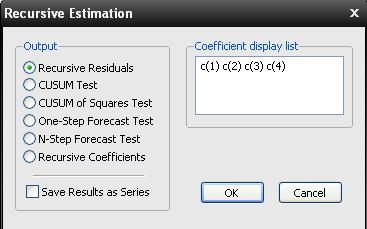 Recursive Estimation
Output
Recursive Residuals
CUSUM Test
CUSUM of Squares Test
One-Step Forecast Test
N-Step Forecast Test
Recursive Coefficients
Save Results as Series
Coefficient display list
c(1) c(2) c(3) c(4)
OK
Cancel